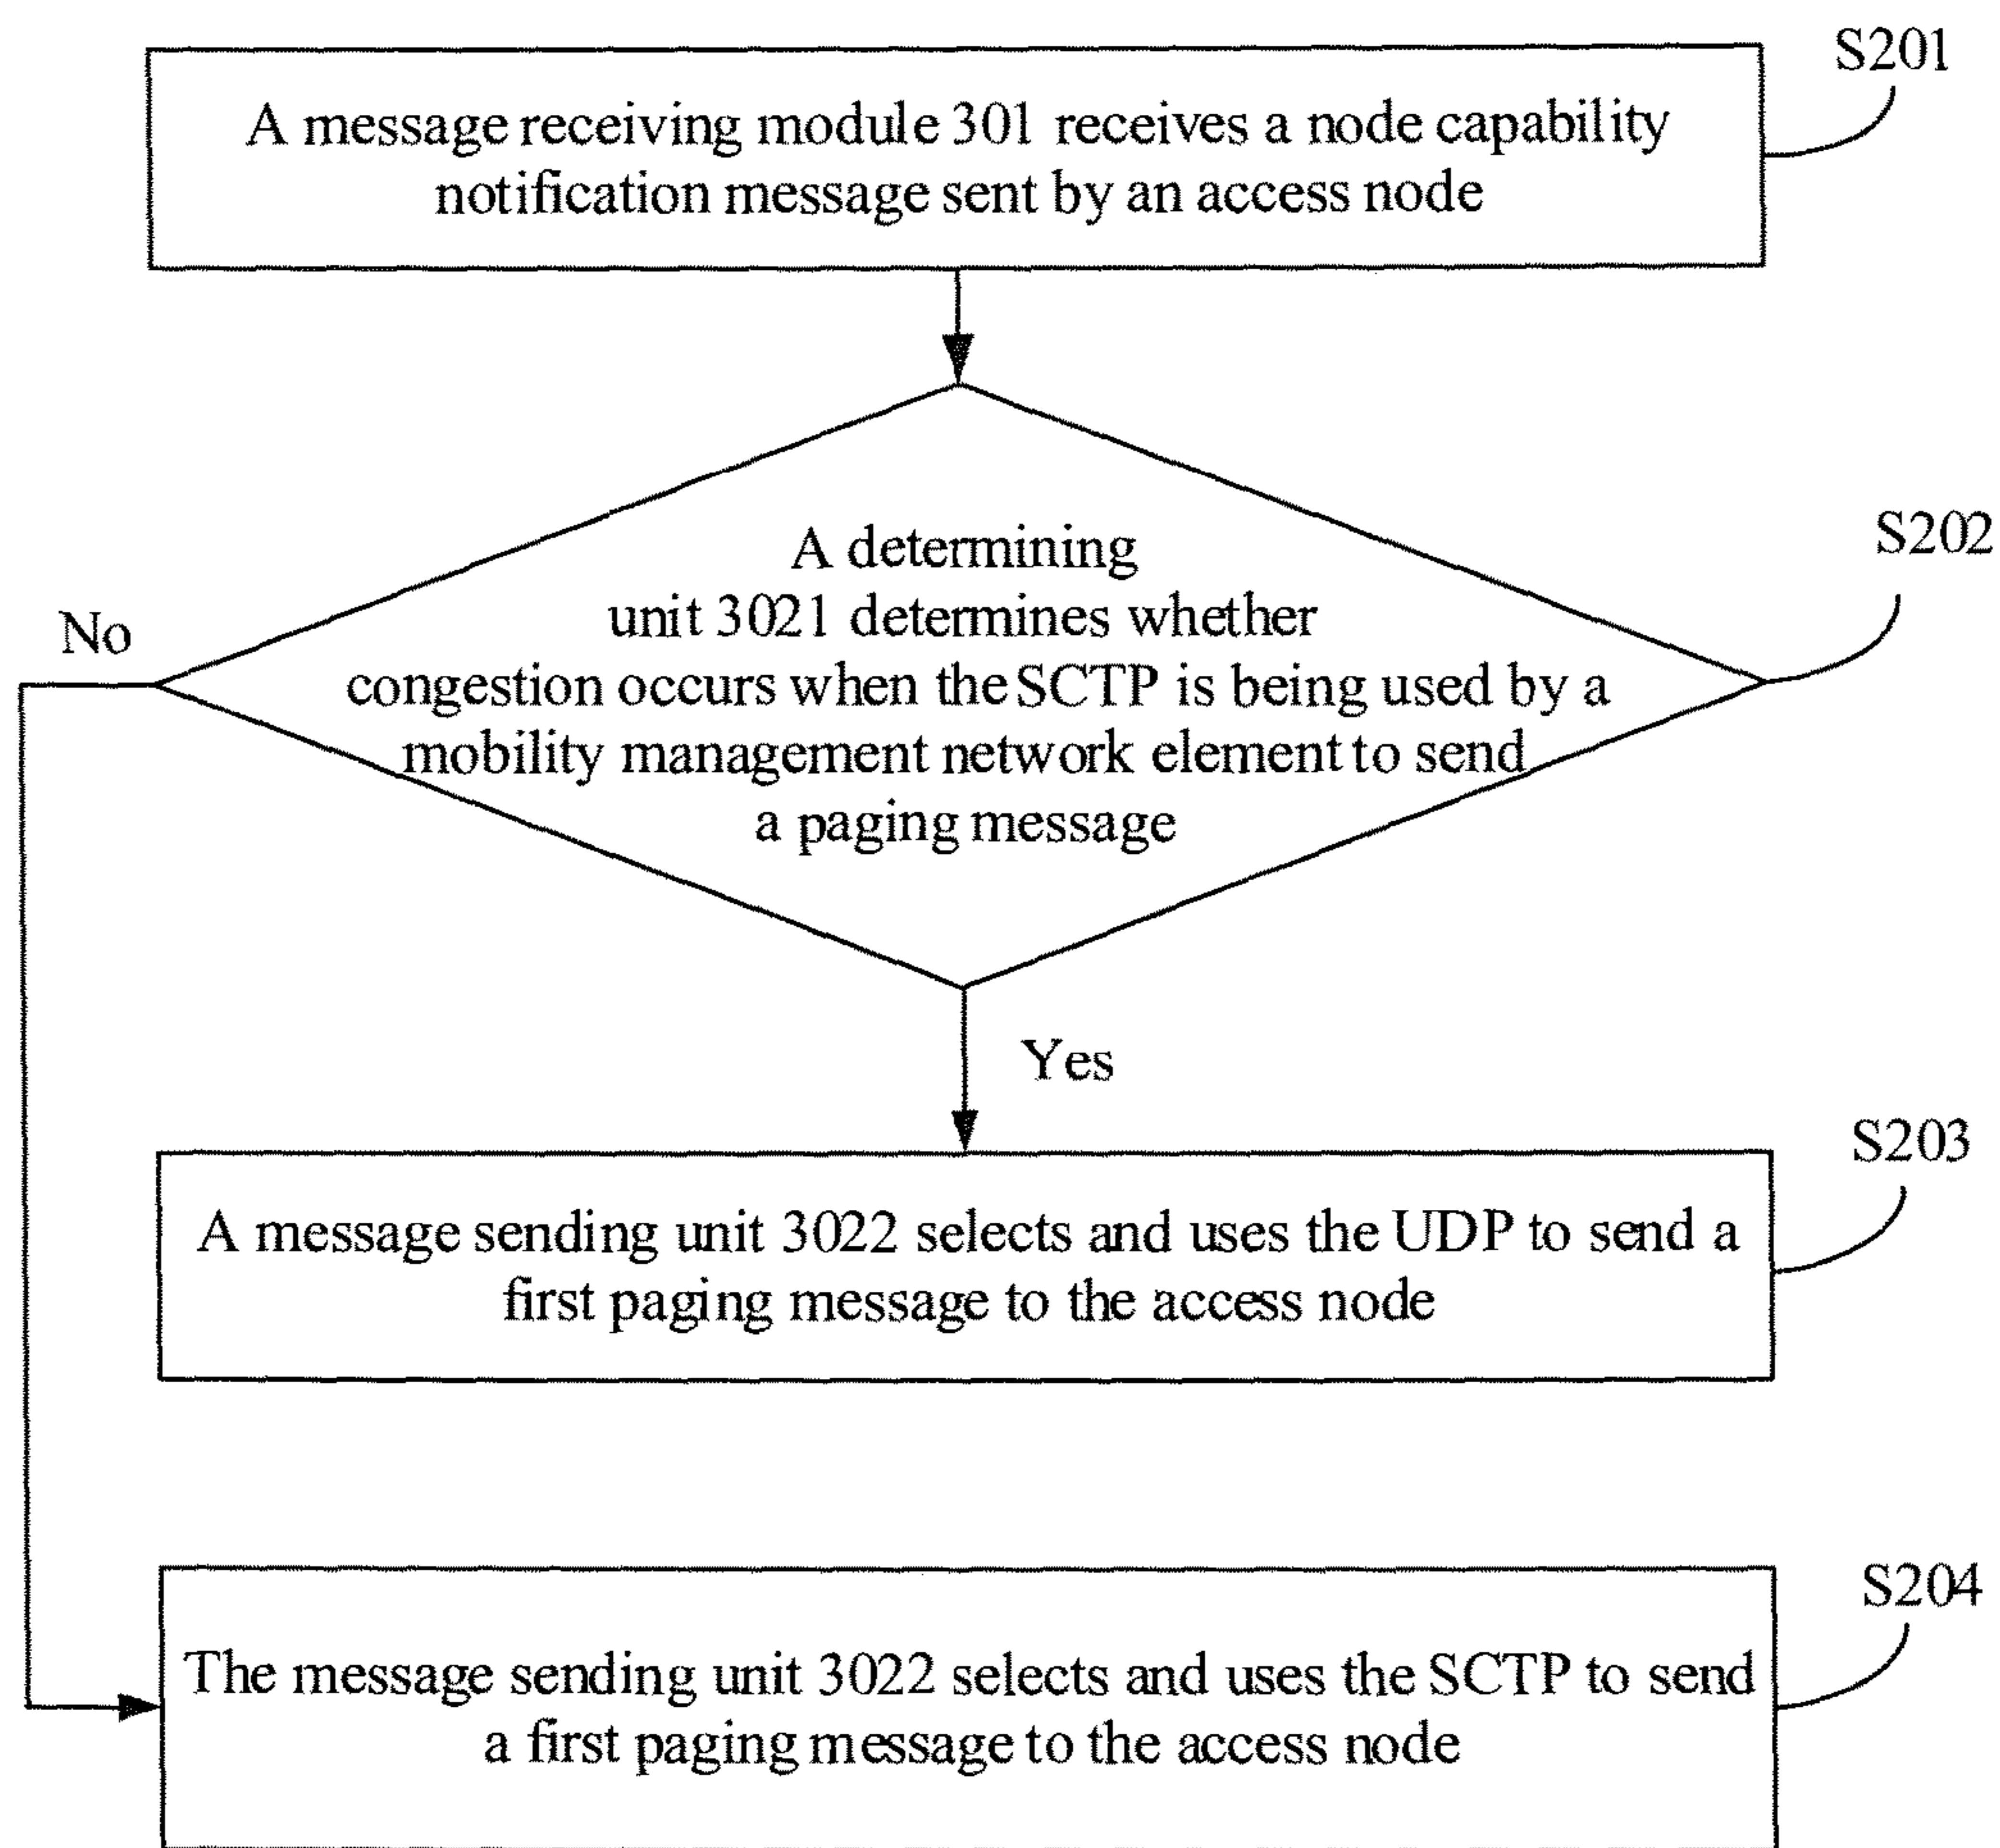 S201
A message receiving module 301 receives a node capability
notification message sent by an access node
S202
A determining
unit 3021 determines whether
congestion occurs when the SCTP is being used by a
mobility management network element to send
a paging message
No
Yes
S203
A message sending unit 3022 selects and uses the UDP to send a
first paging message to the access node
S204
The message sending unit 3022 selects and uses the SCTP to send
a first paging message to the access node